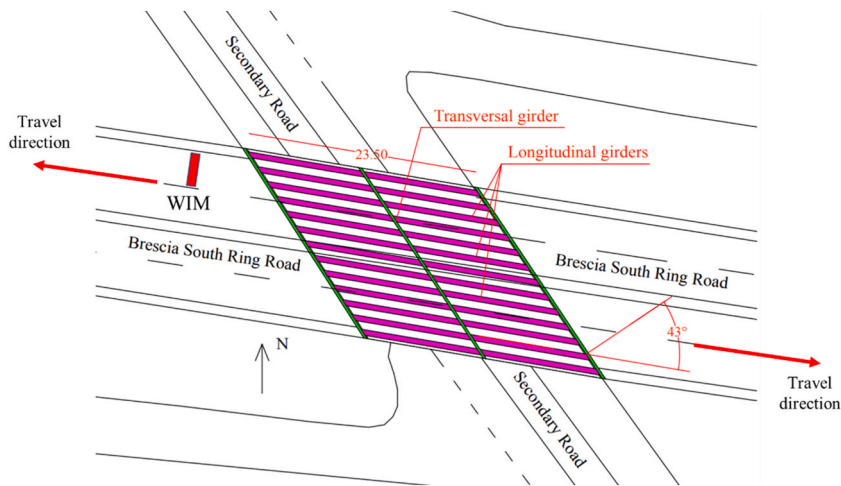 Secondary Road
Transversal girder
Travel
direction
23.50
Longitudinal girders
WIM
Brescia South Ring Road
Brescia South Ring Road
N
43°
Travel
direction
Secondary Road